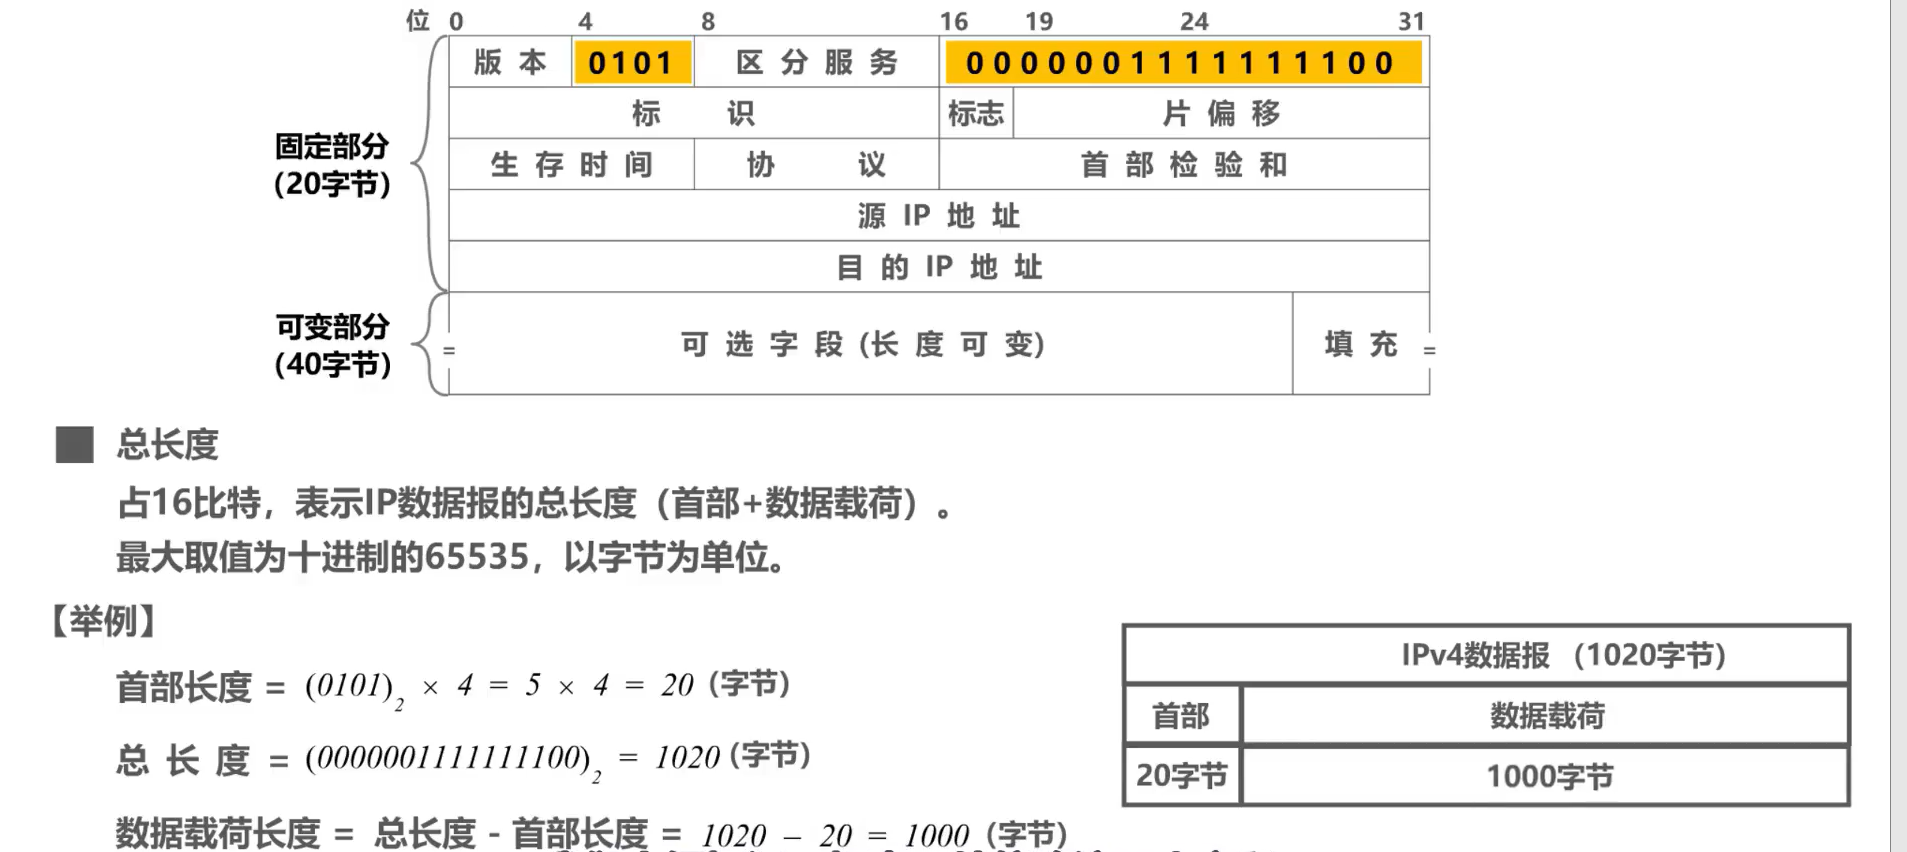 位 0 4 8 16 19 24 31
版 本 0101 区 分 服 务 0000001111111100
标 识 标志 片 偏 移
固定部分
(20字节)
生 存 时 间 协 议 首 部 检 验 和
源 IP 地 址
目 的 IP 地 址
可变部分
(40字节)
= 可 选 字 段 (长 度 可 变) 填 充 =
总长度
占16比特，表示IP数据报的总长度（首部+数据载荷）。
最大取值为十进制的65535，以字节为单位。
【举例】
首部长度 = (0101)₂ × 4 = 5 × 4 = 20（字节）
总 长 度 = (0000001111111100)₂ = 1020（字节）
数据载荷长度 = 总长度 - 首部长度 = 1020 – 20 = 1000（字节）
IPv4数据报 （1020字节）
首部 数据载荷
20字节 1000字节